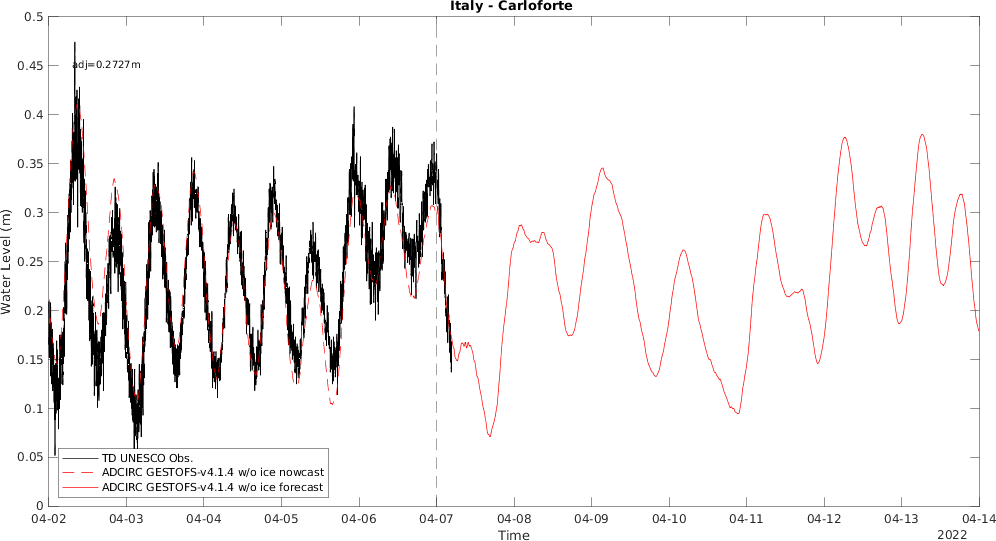 Italy - Carloforte
0.5
0.45
0.4
0.35
0.3
0.25
0.2
0.15
0.1
0.05
0
Water Level (m)
adj=0.2727m
TD UNESCO Obs.
ADCIRC GESTOFS-v4.1.4 w/o ice nowcast
ADCIRC GESTOFS-v4.1.4 w/o ice forecast
04-02 04-03 04-04 04-05 04-06 04-07 04-08 04-09 04-10 04-11 04-12 04-13 04-14
Time
2022